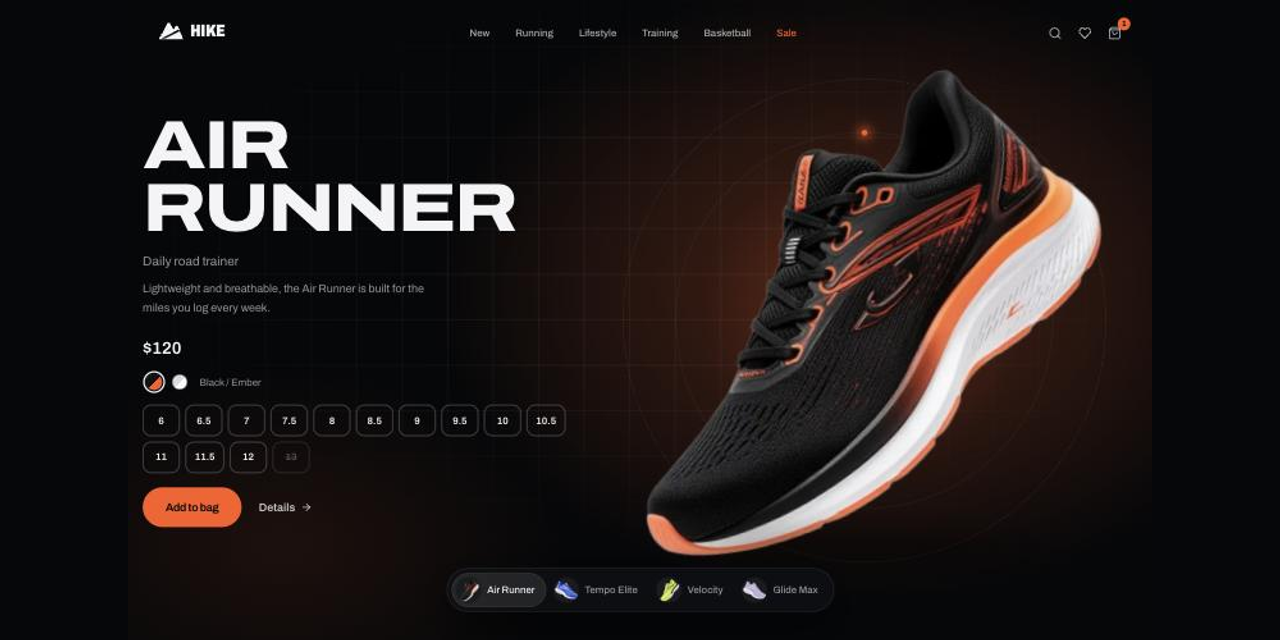 HIKE
New Running Lifestyle Training Basketball Sale
1
AIR
RUNNER
Daily road trainer
Lightweight and breathable, the Air Runner is built for the
miles you log every week.
$120
Black / Ember
6 6.5 7 7.5 8 8.5 9 9.5 10 10.5
11 11.5 12 13
Add to bag Details →
Air Runner Tempo Elite Velocity Glide Max